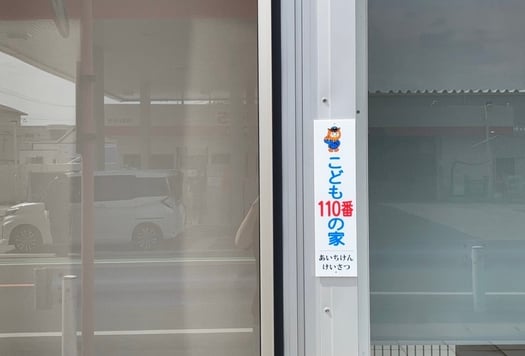 こども
110番
の家
あいちけん
けいさつ